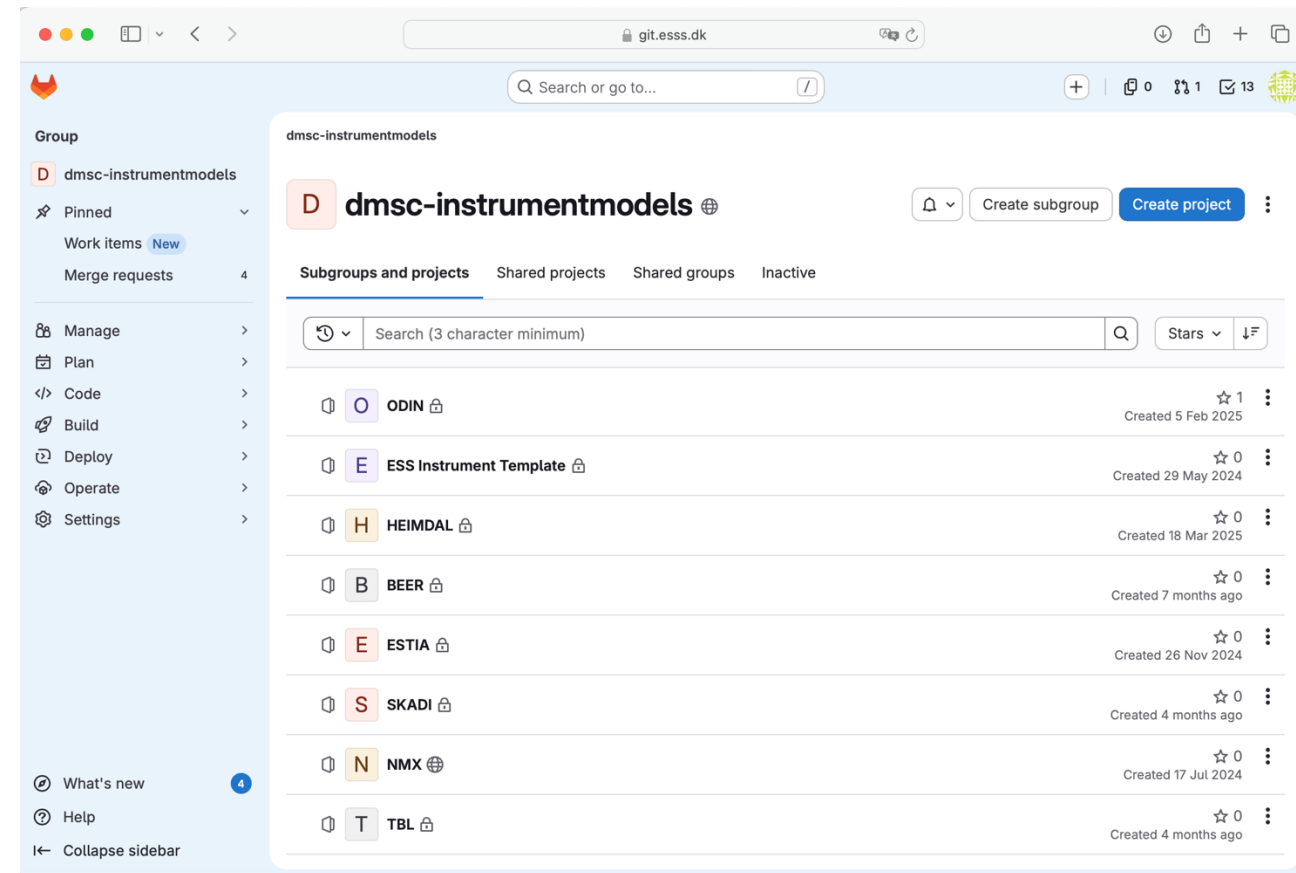 git.esss.dk
Search or go to... /
0 1 13
Group
D dmsc-instrumentmodels
Pinned
Work items New
Merge requests 4
Manage
Plan
Code
Build
Deploy
Operate
Settings
What's new 4
Help
Collapse sidebar
dmsc-instrumentmodels
D dmsc-instrumentmodels
Create subgroup Create project
Subgroups and projects Shared projects Shared groups Inactive
Search (3 character minimum) Stars
O ODIN 1
Created 5 Feb 2025
E ESS Instrument Template 0
Created 29 May 2024
H HEIMDAL 0
Created 18 Mar 2025
B BEER 0
Created 7 months ago
E ESTIA 0
Created 26 Nov 2024
S SKADI 0
Created 4 months ago
N NMX 0
Created 17 Jul 2024
T TBL 0
Created 4 months ago